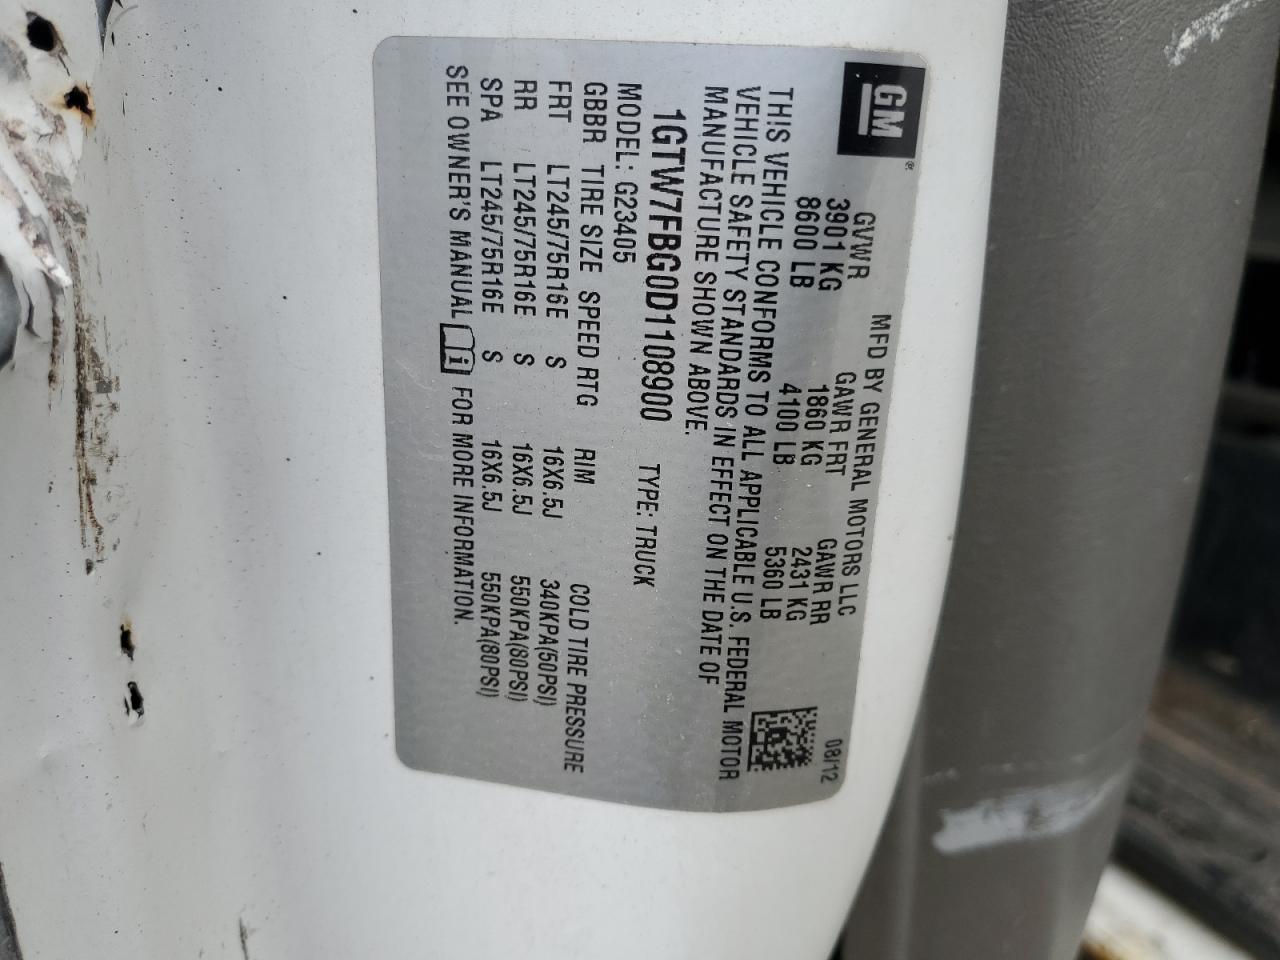 GM®
MFD BY GENERAL MOTORS LLC 08/12
GVWR GAWR FRT GAWR RR
3901 KG 1860 KG 2431 KG
8600 LB 4100 LB 5360 LB
THIS VEHICLE CONFORMS TO ALL APPLICABLE U.S. FEDERAL MOTOR
VEHICLE SAFETY STANDARDS IN EFFECT ON THE DATE OF
MANUFACTURE SHOWN ABOVE.
1GTW7FBG0D1108900 TYPE: TRUCK
MODEL: G23405
GBBR TIRE SIZE SPEED RTG RIM COLD TIRE PRESSURE
FRT LT245/75R16E S 16X6.5J 340KPA(50PSI)
RR LT245/75R16E S 16X6.5J 550KPA(80PSI)
SPA LT245/75R16E S 16X6.5J 550KPA(80PSI)
SEE OWNER'S MANUAL i FOR MORE INFORMATION.